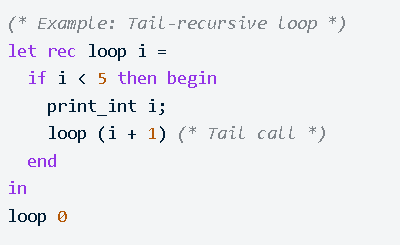 (* Example: Tail-recursive loop *)
let rec loop i =
  if i < 5 then begin
    print_int i;
    loop (i + 1) (* Tail call *)
  end
in
loop 0